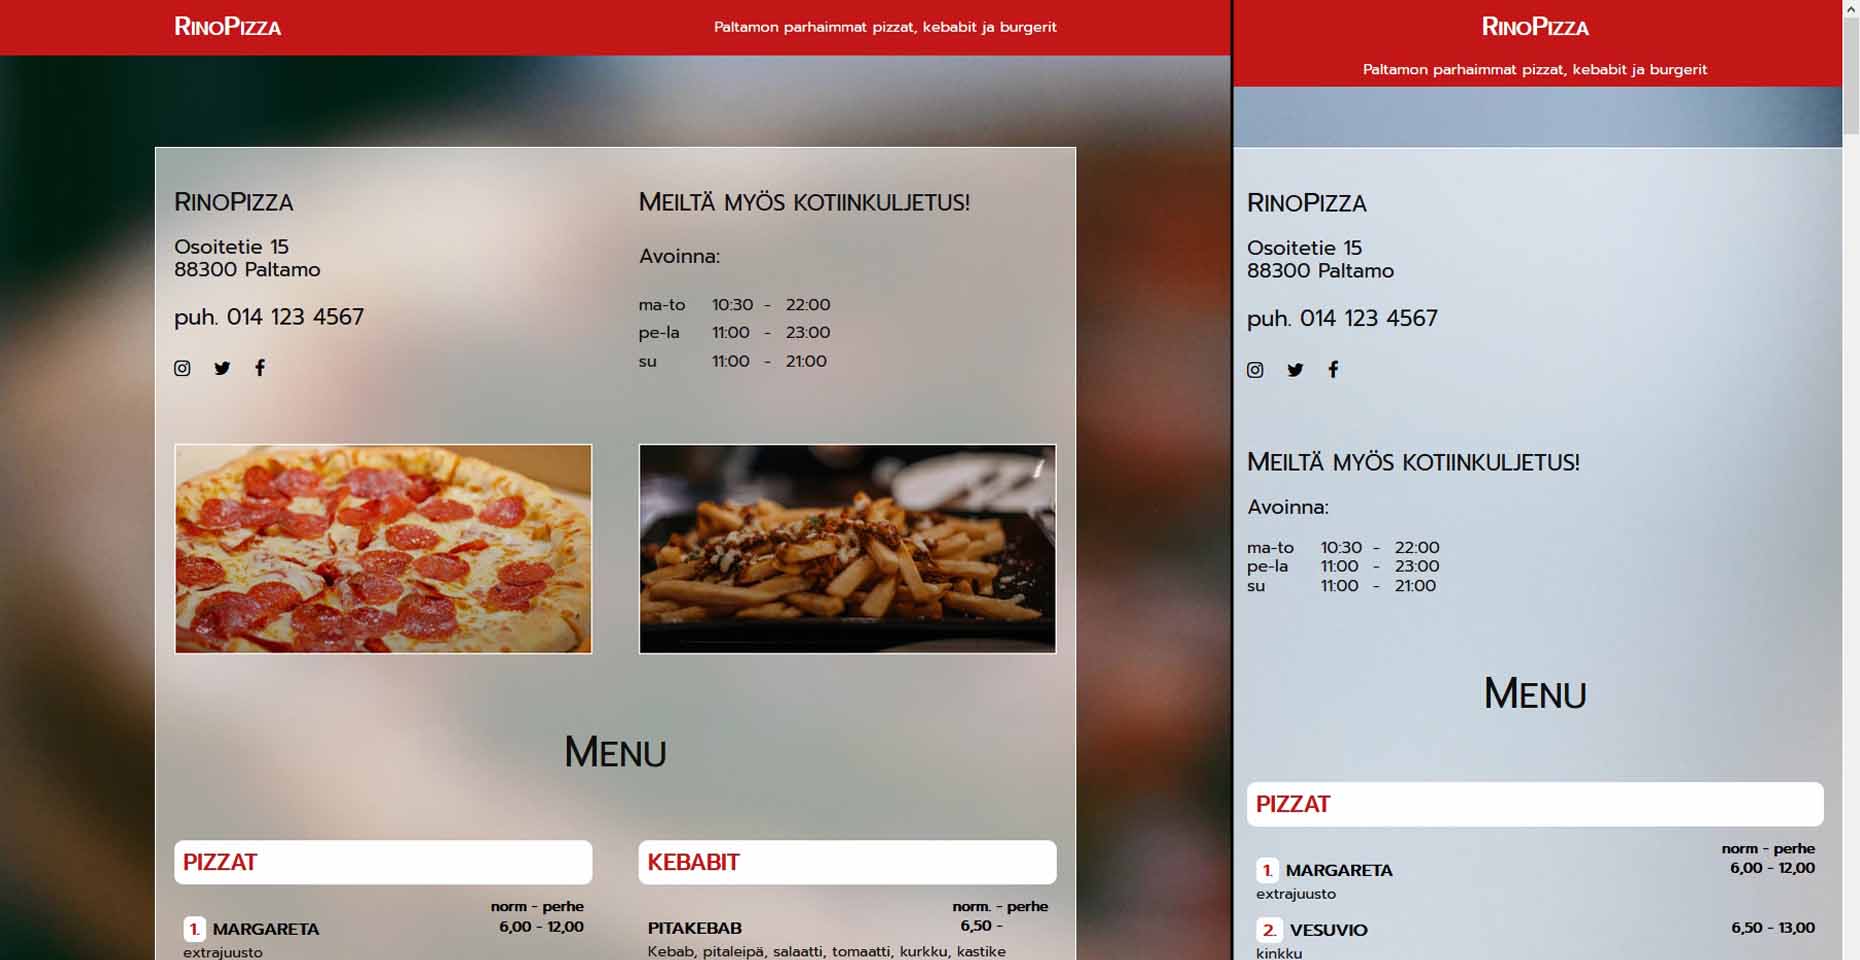 RinoPizza
Paltamon parhaimmat pizzat, kebabit ja burgerit
RinoPizza
Osoitetie 15
88300 Paltamo
puh. 014 123 4567
Meiltä myös kotiinkuljetus!
Avoinna:
ma-to 10:30 - 22:00
pe-la 11:00 - 23:00
su 11:00 - 21:00
Menu
PIZZAT
norm - perhe
1. MARGARETA 6,00 - 12,00
extrajuusto
KEBABIT
norm. - perhe
PITAKEBAB 6,50 -
Kebab, pitaleipä, salaatti, tomaatti, kurkku, kastike
RinoPizza
Paltamon parhaimmat pizzat, kebabit ja burgerit
RinoPizza
Osoitetie 15
88300 Paltamo
puh. 014 123 4567
Meiltä myös kotiinkuljetus!
Avoinna:
ma-to 10:30 - 22:00
pe-la 11:00 - 23:00
su 11:00 - 21:00
Menu
PIZZAT
norm - perhe
1. MARGARETA 6,00 - 12,00
extrajuusto
2. VESUVIO 6,50 - 13,00
kinkku